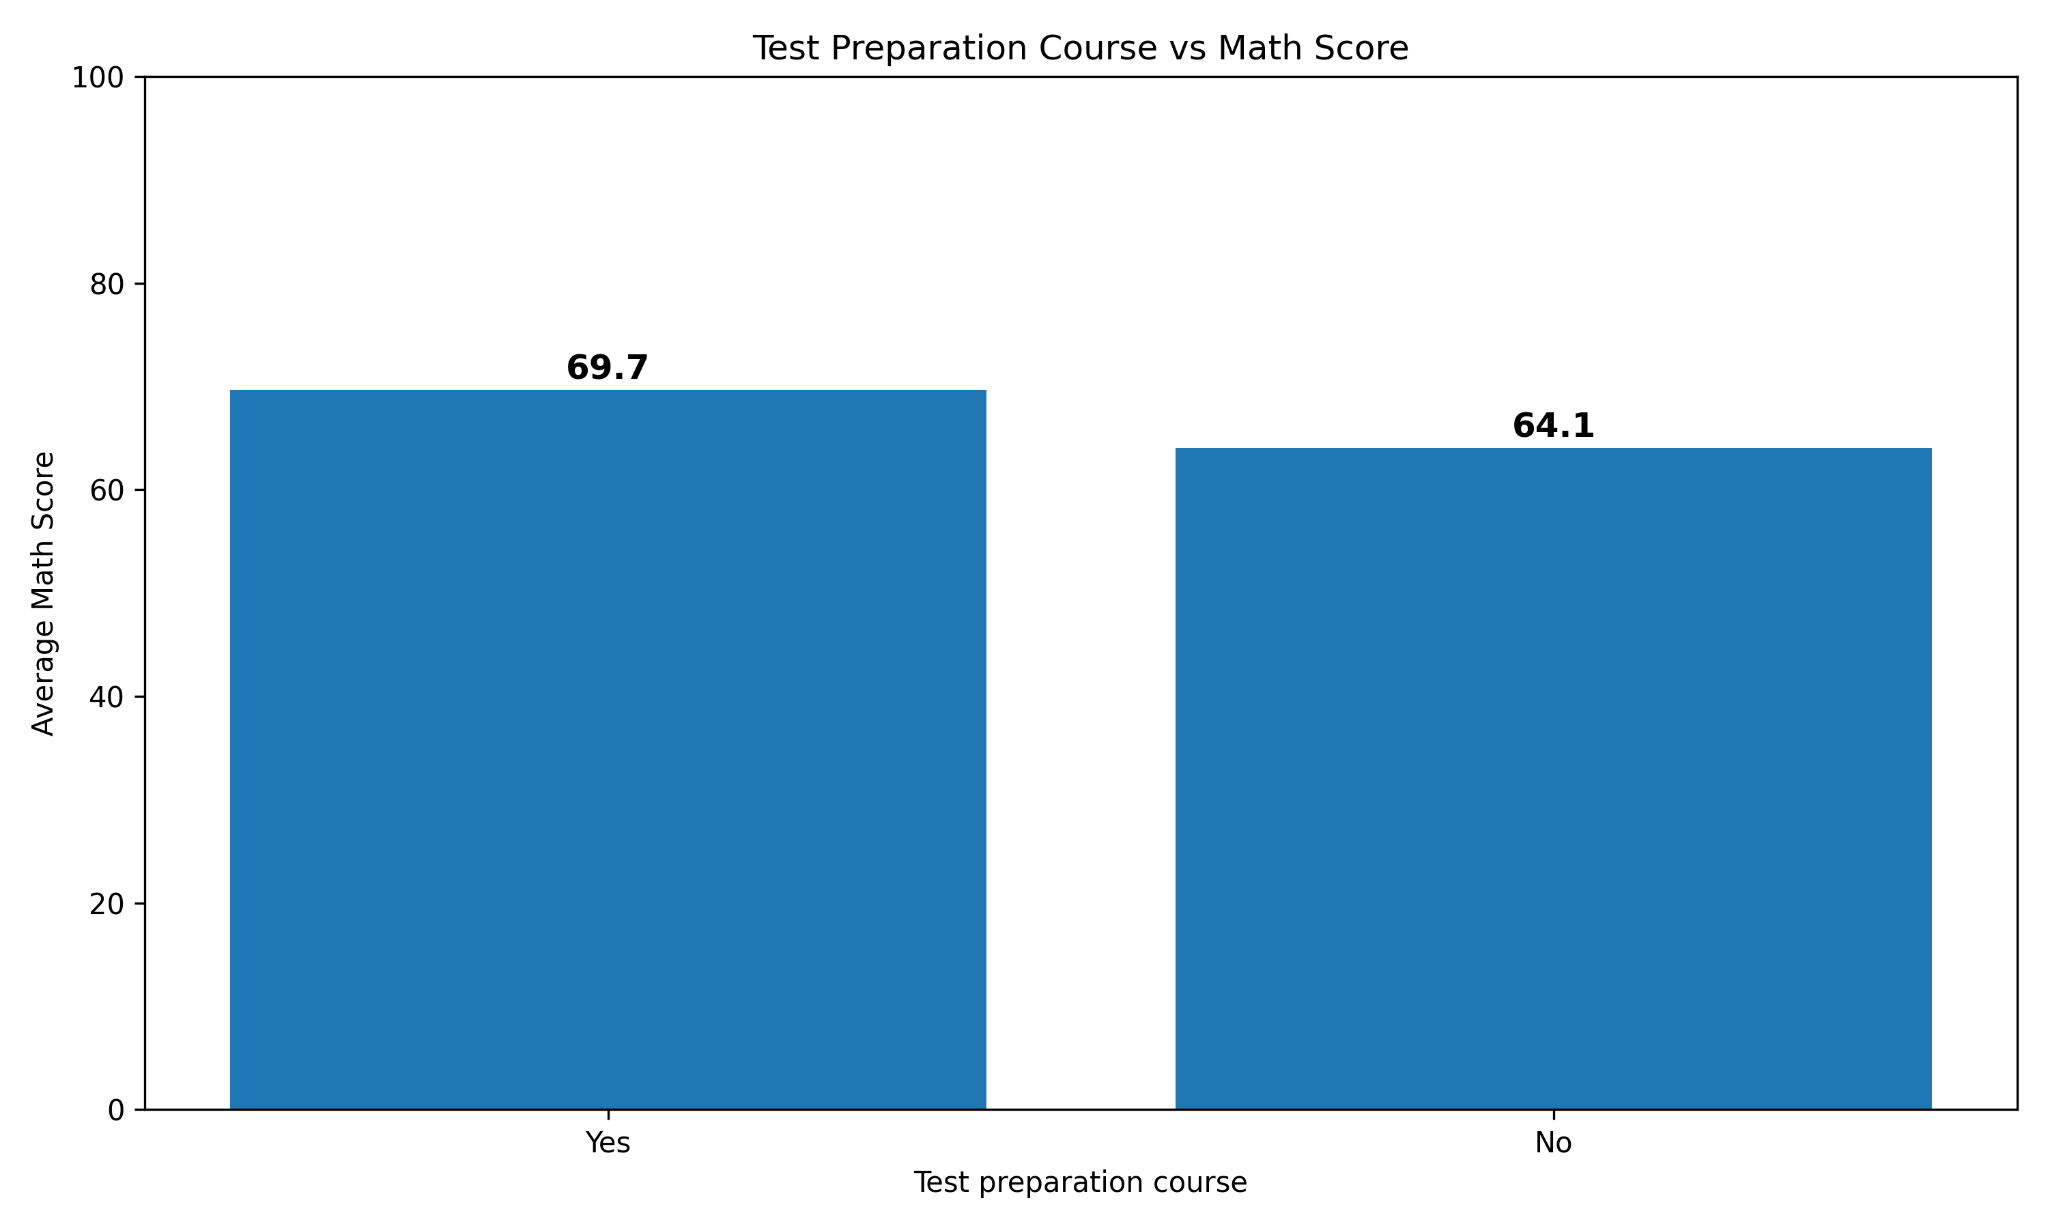 Test Preparation Course vs Math Score
100
80
60
40
20
0
Average Math Score
69.7
64.1
Yes
No
Test preparation course